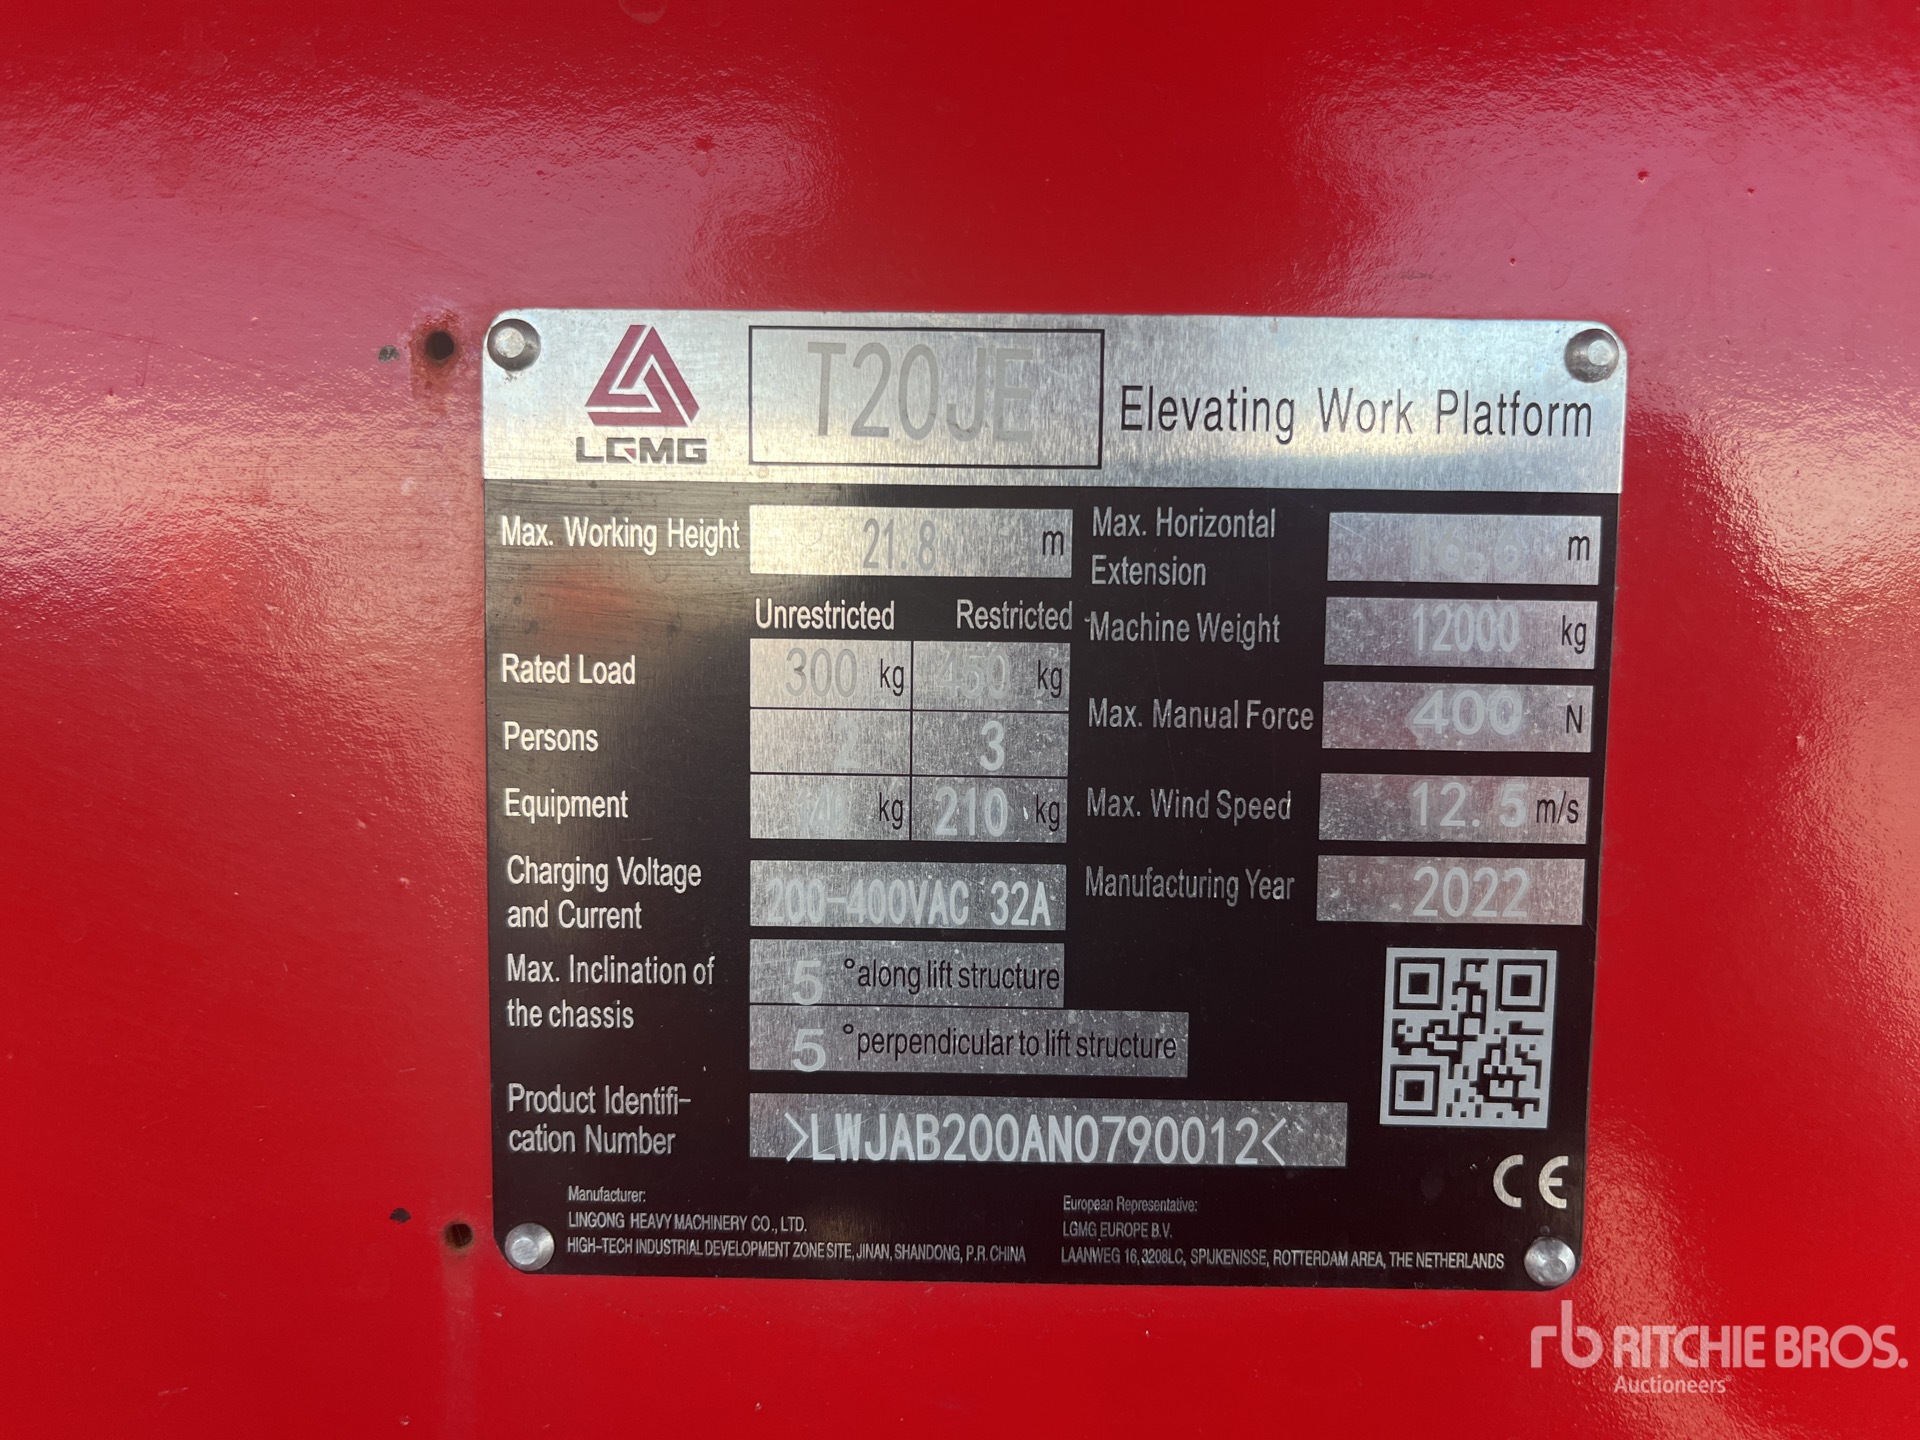 LGMG
T20JE
Elevating Work Platform
Max. Working Height 21.8 m
Max. Horizontal Extension 16.6 m
Unrestricted Restricted
Machine Weight 12000 kg
Rated Load 300 kg 450 kg
Max. Manual Force 400 N
Persons 2 3
Equipment kg 210 kg
Max. Wind Speed 12.5 m/s
Charging Voltage and Current 200-400VAC 32A
Manufacturing Year 2022
Max. Inclination of the chassis
5 °along lift structure
5 °perpendicular to lift structure
Product Identifi-
cation Number >LWJAB200AN0790012<
CE
Manufacturer:
LINGONG HEAVY MACHINERY CO., LTD.
HIGH-TECH INDUSTRIAL DEVELOPMENT ZONE SITE, JINAN, SHANDONG, P.R. CHINA
European Representative:
LGMG EUROPE B.V.
LAANWEG 16, 3208LC, SPIJKENISSE, ROTTERDAM AREA, THE NETHERLANDS
rb RITCHIE BROS.
Auctioneers